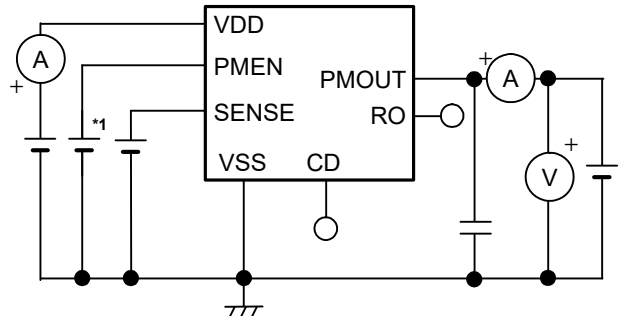 VDD
A
+
PMEN
*1
SENSE
VSS
CD
PMOUT
RO
+
A
+
V